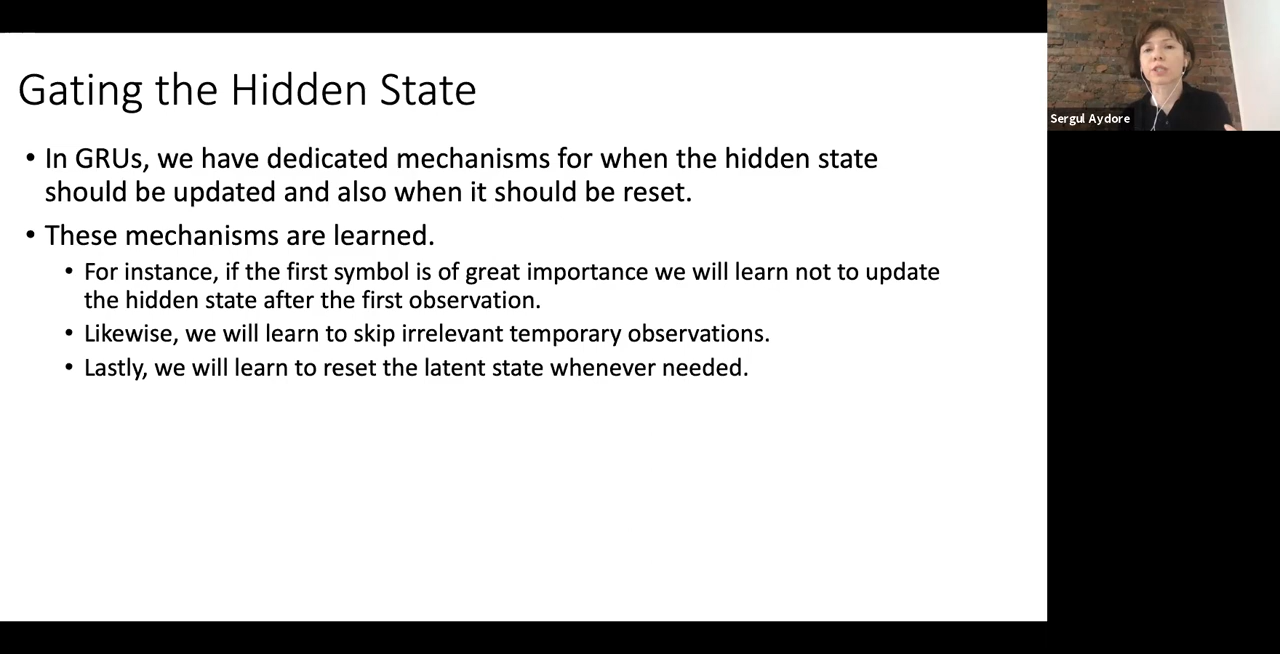 Gating the Hidden State
• In GRUs, we have dedicated mechanisms for when the hidden state
should be updated and also when it should be reset.
• These mechanisms are learned.
• For instance, if the first symbol is of great importance we will learn not to update
the hidden state after the first observation.
• Likewise, we will learn to skip irrelevant temporary observations.
• Lastly, we will learn to reset the latent state whenever needed.
Sergul Aydore